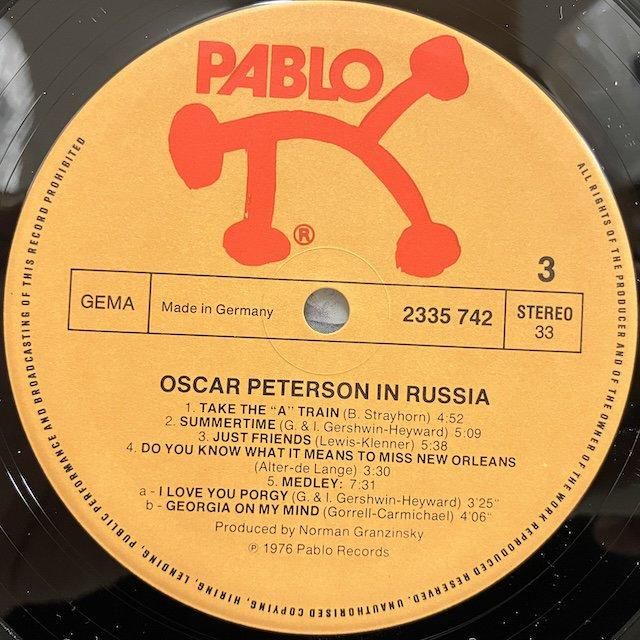 PABLO
®
3
GEMA
Made in Germany
2335 742
STEREO
33
OSCAR PETERSON IN RUSSIA
1. TAKE THE "A" TRAIN (B. Strayhorn) 4:52
2. SUMMERTIME (G. & I. Gershwin-Heyward) 5:09
3. JUST FRIENDS (Lewis-Klenner) 5:38
4. DO YOU KNOW WHAT IT MEANS TO MISS NEW ORLEANS
(Alter-de Lange) 3:30
5. MEDLEY: 7:31
a - I LOVE YOU PORGY (G. & I. Gershwin-Heyward) 3'25"
b - GEORGIA ON MY MIND (Gorrell-Carmichael) 4'06"
Produced by Norman Granzinsky
℗ 1976 Pablo Records
ALL RIGHTS OF THE PRODUCER AND OF THE OWNER OF THE WORK REPRODUCED RESERVED. UNAUTHORISED COPYING, HIRING, LENDING, PUBLIC PERFORMANCE AND BROADCASTING OF THIS RECORD PROHIBITED